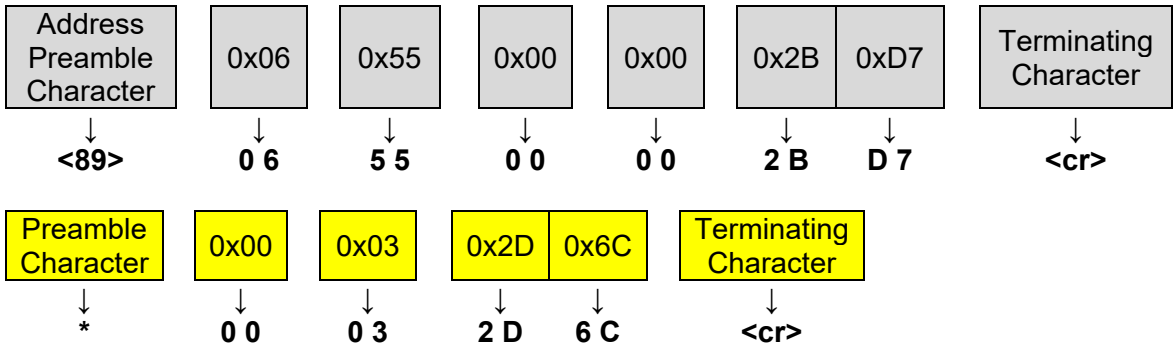 Address Preamble Character 0x06 0x55 0x00 0x00 0x2B 0xD7 Terminating Character
↓ ↓ ↓ ↓ ↓ ↓ ↓ ↓
<89> 0 6 5 5 0 0 0 0 2 B D 7 <cr>
Preamble Character 0x00 0x03 0x2D 0x6C Terminating Character
↓ ↓ ↓ ↓ ↓ ↓
* 0 0 0 3 2 D 6 C <cr>